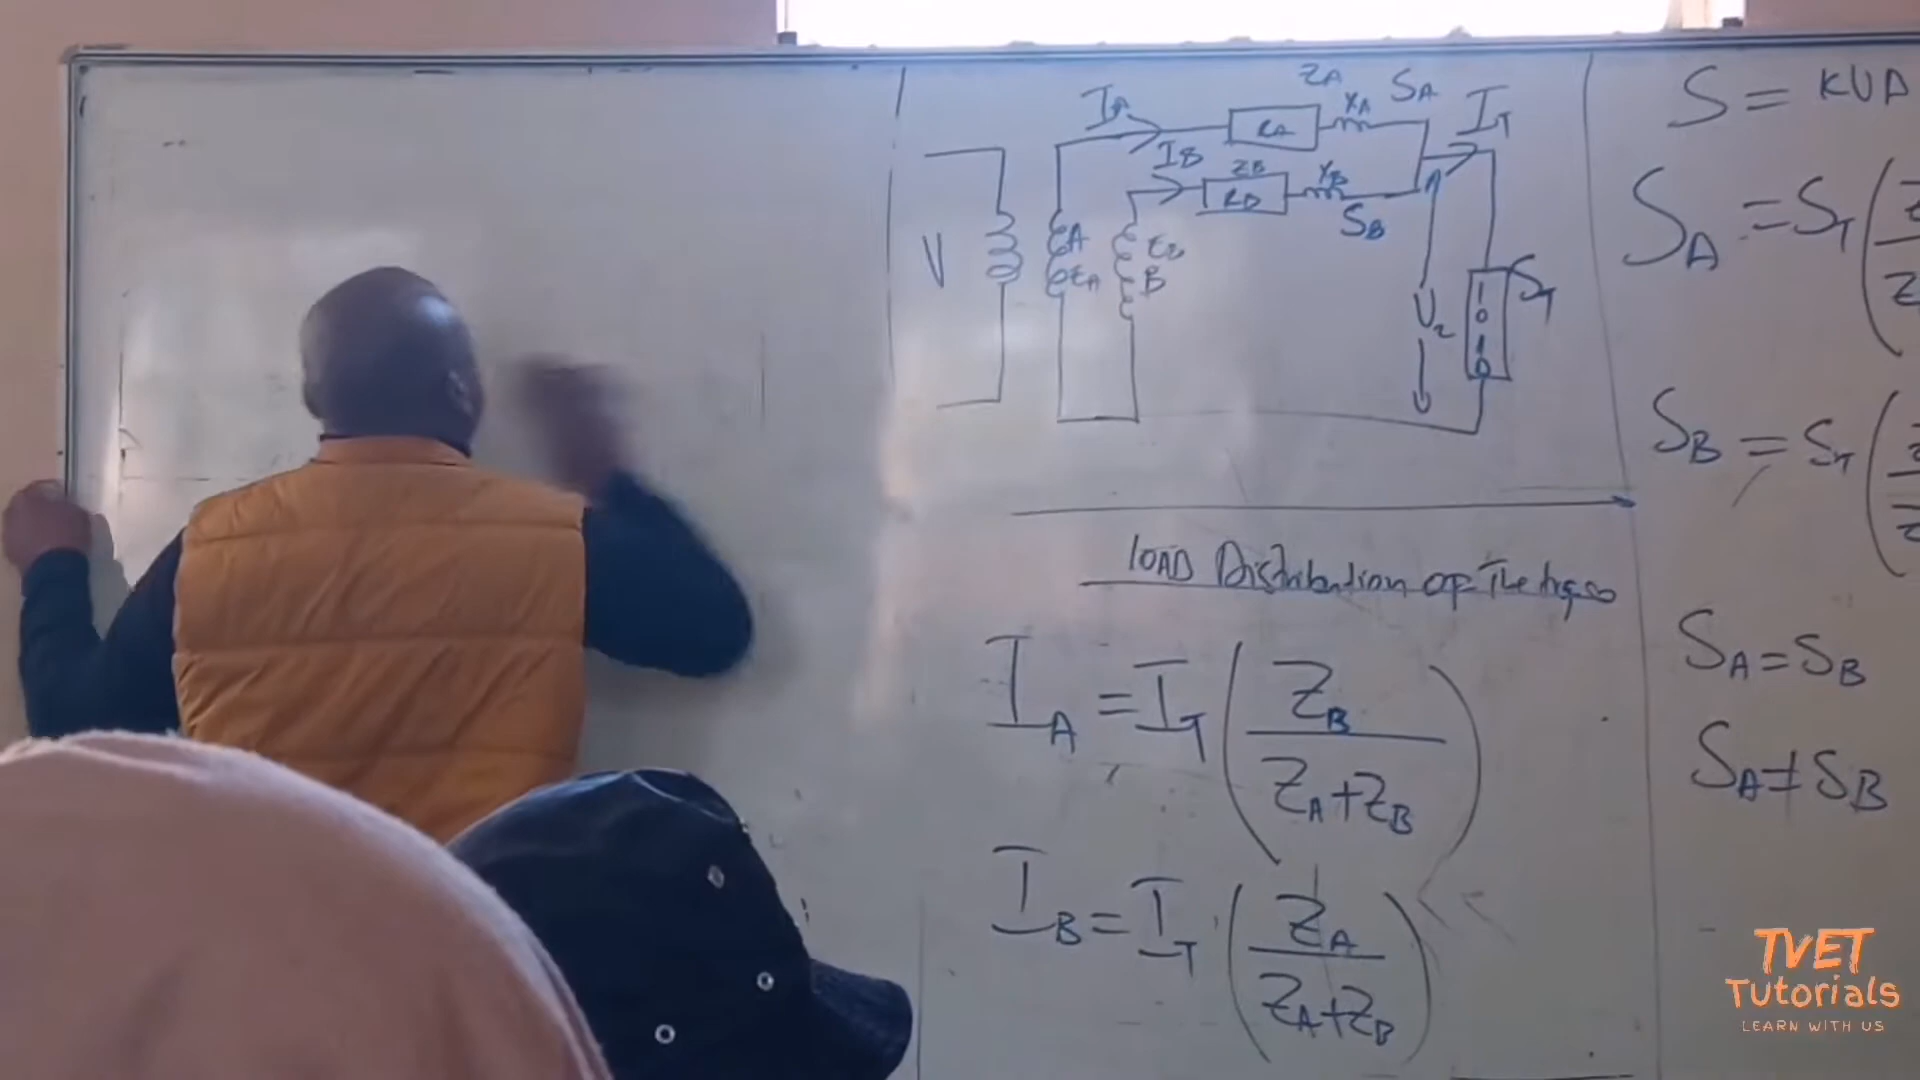 ZA
IA
XA
SA
IT
RA
IB
ZB
XB
RB
SB
V
A
EA
EB
B
V2
LOAD
ST
LOAD Distribution of The
IA = IT ( ZB / ZA+ZB )
IB = IT ( ZA / ZA+ZB )
S = KVA
SA = ST (
SB = ST (
SA = SB
SA ≠ SB
TVET
Tutorials
LEARN WITH US